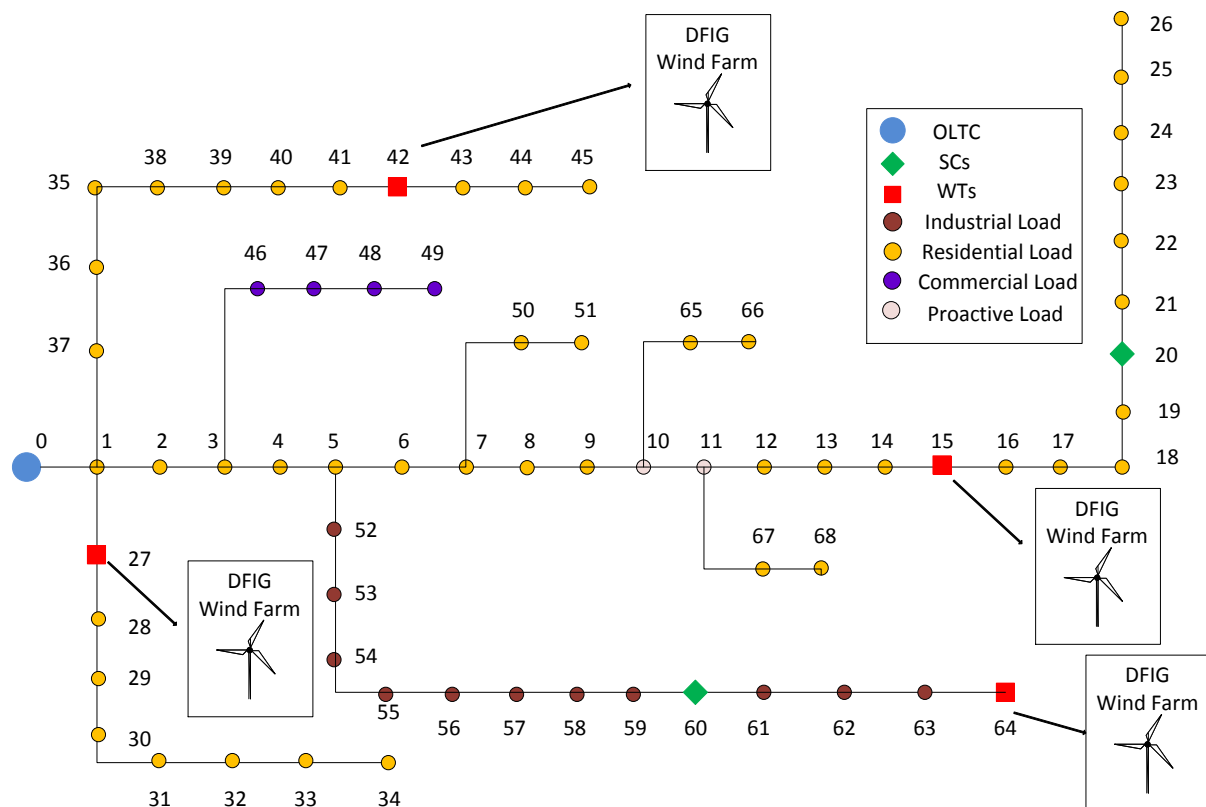 26
DFIG
Wind Farm
25
OLTC
SCs
WTs
Industrial Load
Residential Load
Commercial Load
Proactive Load
24
38 39 40 41 42 43 44 45
35
23
36
46 47 48 49
22
50 51
65 66
21
37
20
19
0 1 2 3 4 5 6 7 8 9 10 11 12 13 14 15 16 17 18
52
67 68
DFIG
Wind Farm
27
DFIG
Wind Farm
53
28
54
29
55 56 57 58 59 60 61 62 63 64
DFIG
Wind Farm
30
31 32 33 34